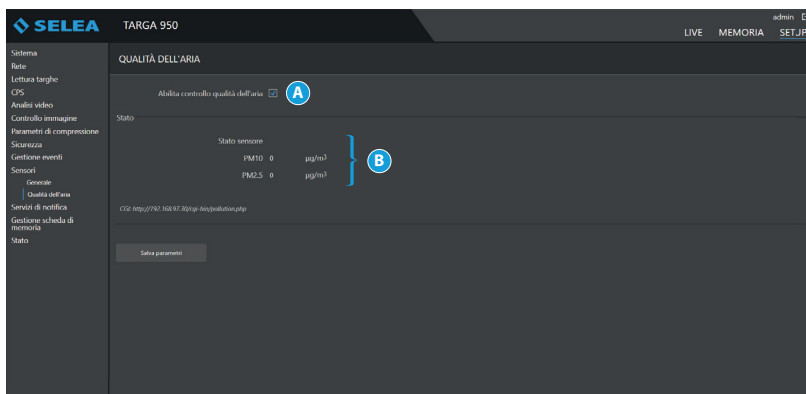 SELEA
TARGA 950
admin
LIVE MEMORIA SETUP
Sistema
Rete
Lettura targhe
CPS
Analisi video
Controllo immagine
Parametri di compressione
Sicurezza
Gestione eventi
Sensori
Generale
Qualità dell'aria
Servizi di notifica
Gestione scheda di
memoria
Stato
QUALITÀ DELL'ARIA
Abilita controllo qualità dell'aria
A
Stato
Stato sensore
PM10 0 µg/m3
PM2.5 0 µg/m3
B
CGI: http://192.168.97.30/cgi-bin/pollution.php
Salva parametri